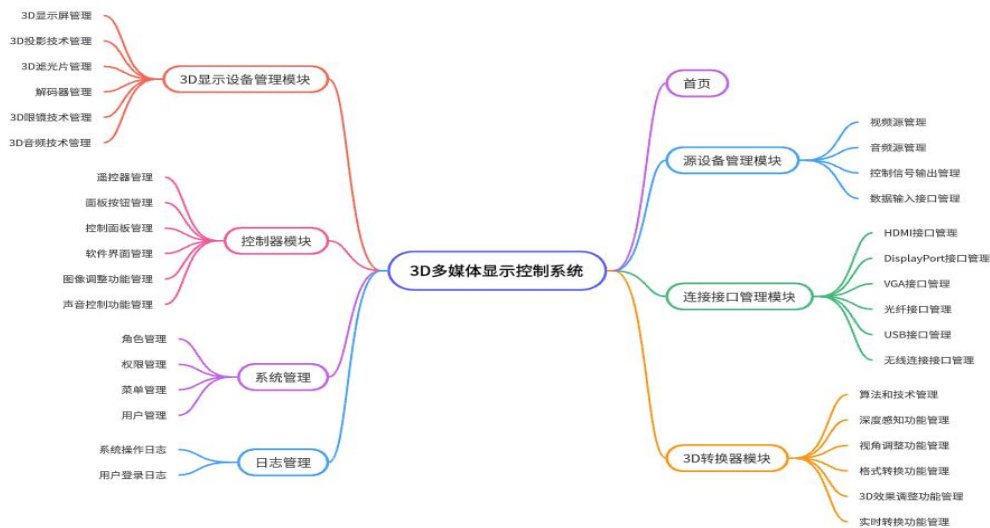 3D多媒体显示控制系统
首页
源设备管理模块
视频源管理
音频源管理
控制信号输出管理
数据输入接口管理
连接接口管理模块
HDMI接口管理
DisplayPort接口管理
VGA接口管理
光纤接口管理
USB接口管理
无线连接接口管理
3D转换器模块
算法和技术管理
深度感知功能管理
视角调整功能管理
格式转换功能管理
3D效果调整功能管理
实时转换功能管理
3D显示设备管理模块
3D显示屏管理
3D投影技术管理
3D滤光片管理
解码器管理
3D眼镜技术管理
3D音频技术管理
控制器模块
遥控器管理
面板按钮管理
控制面板管理
软件界面管理
图像调整功能管理
声音控制功能管理
系统管理
角色管理
权限管理
菜单管理
用户管理
日志管理
系统操作日志
用户登录日志